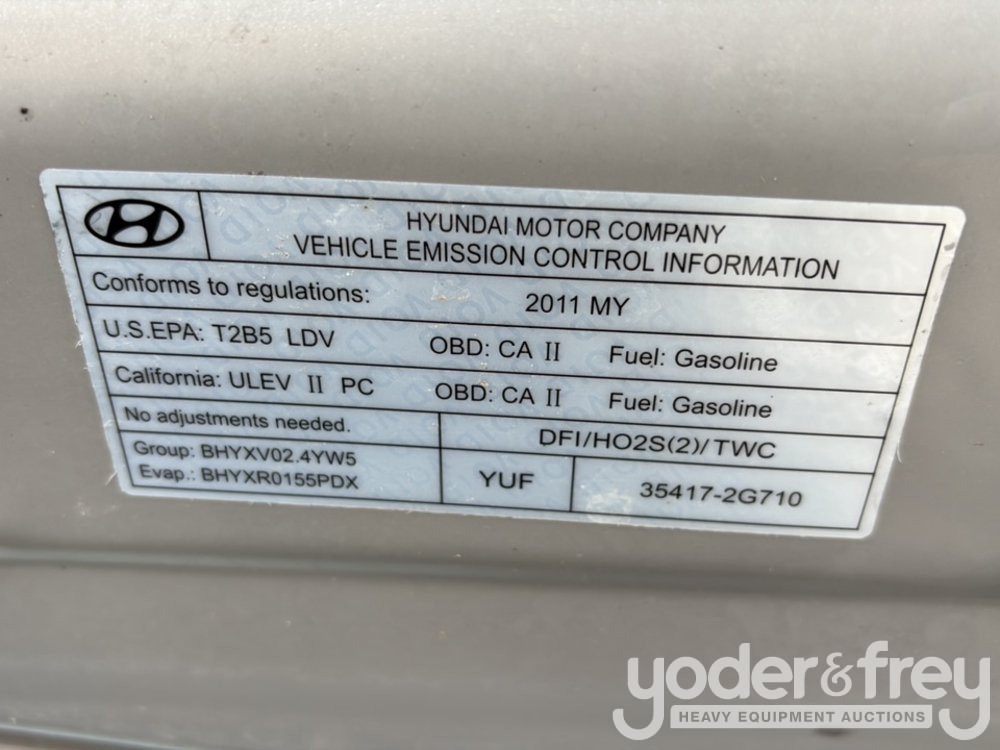 HYUNDAI MOTOR COMPANY
VEHICLE EMISSION CONTROL INFORMATION
Conforms to regulations: 2011 MY
U.S.EPA: T2B5 LDV OBD: CA II Fuel: Gasoline
California: ULEV II PC OBD: CA II Fuel: Gasoline
No adjustments needed.
DFI/HO2S(2)/TWC
Group: BHYXV02.4YW5
Evap.: BHYXR0155PDX
YUF
35417-2G710
yoder&frey
HEAVY EQUIPMENT AUCTIONS